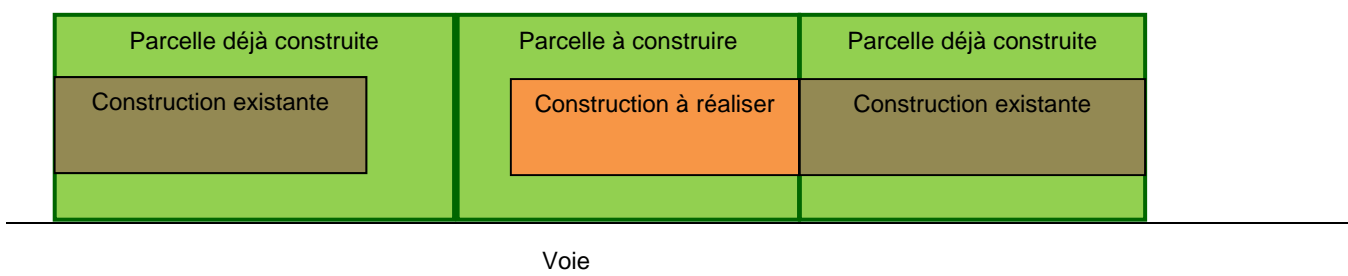 Parcelle déjà construite
Parcelle à construire
Parcelle déjà construite
Construction existante
Construction à réaliser
Construction existante
Voie